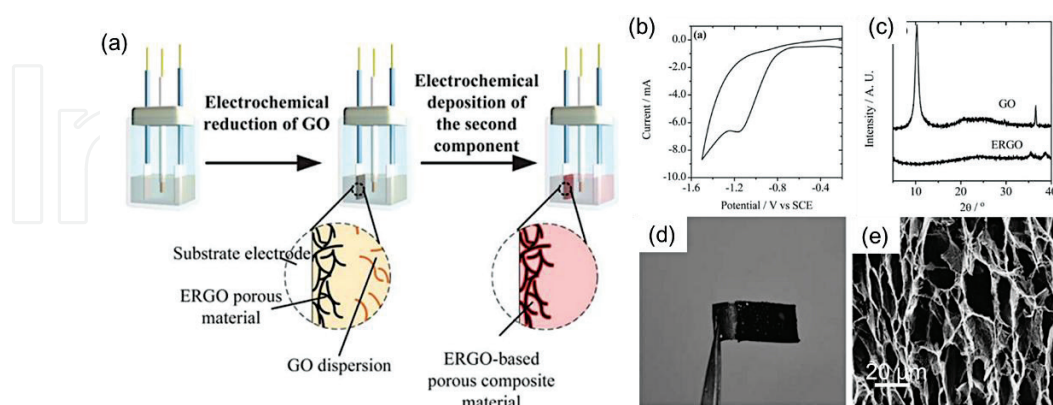 (a)
Electrochemical
reduction of GO
Electrochemical
deposition of
the second
component
Substrate electrode
ERGO porous
material
GO dispersion
ERGO-based
porous composite
material
(b)
(a)
Current / mA
0.0
-2.0
-4.0
-6.0
-8.0
-10.0
-1.6
-1.2
-0.8
-0.4
Potential / V vs SCE
(c)
Intensity / A. U.
GO
ERGO
10
20
30
40
2θ / °
(d)
(e)
20 μm